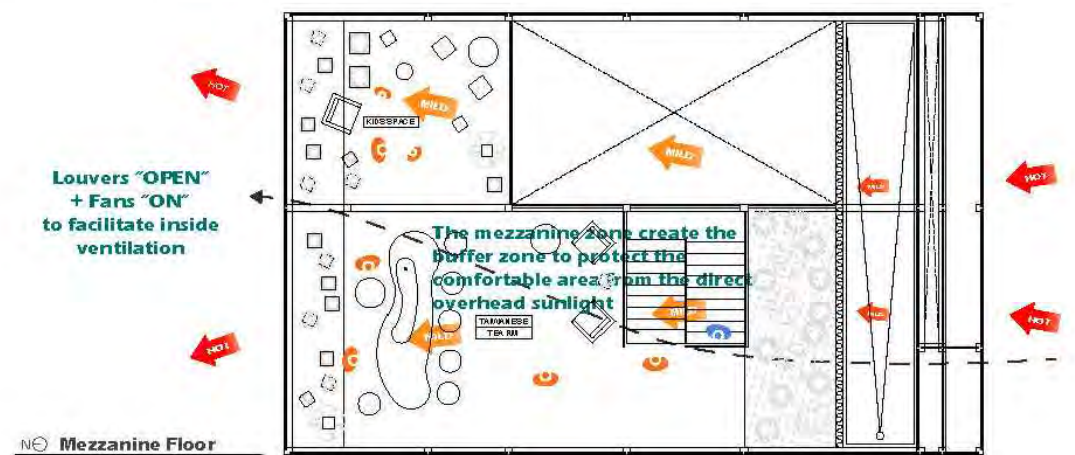 HOT
MILD
KIDSSPACE
MILD
HOT
Louvers "OPEN"
+ Fans "ON"
to facilitate inside
ventilation
MILD
The mezzanine zone create the
buffer zone to protect the
comfortable area from the direct
overhead sunlight
MILD
MILD
HOT
TAIWANESE
TEA RM
MILD
HOT
N Mezzanine Floor